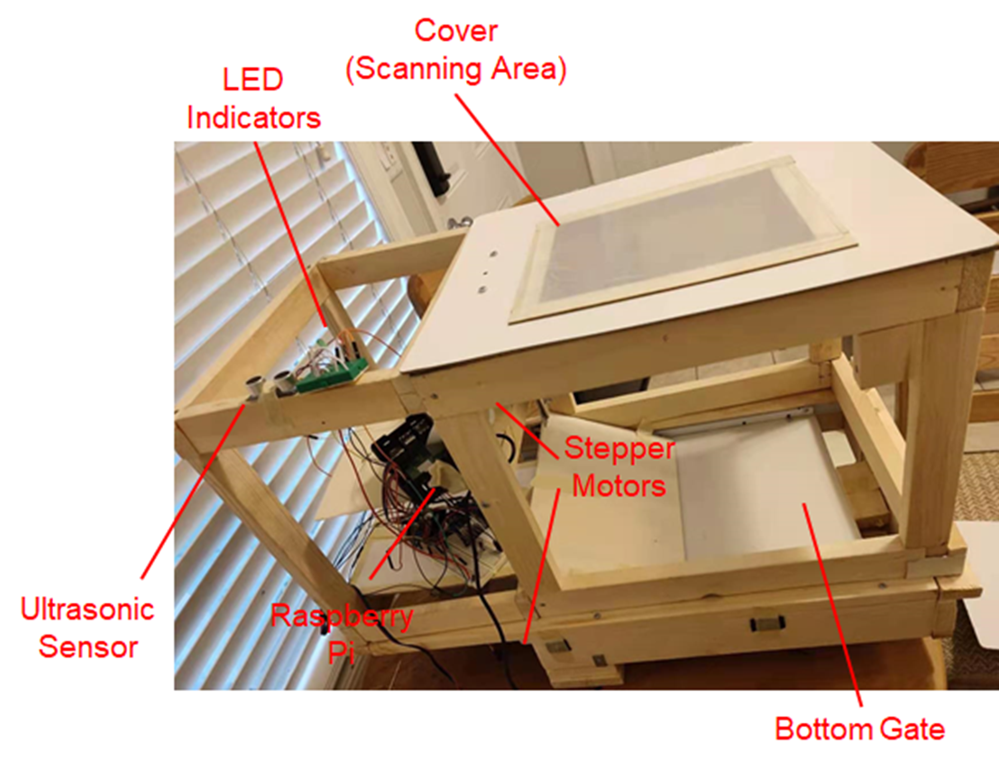 Cover
(Scanning Area)
LED
Indicators
Stepper
Motors
Raspberry
Pi
Ultrasonic
Sensor
Bottom Gate